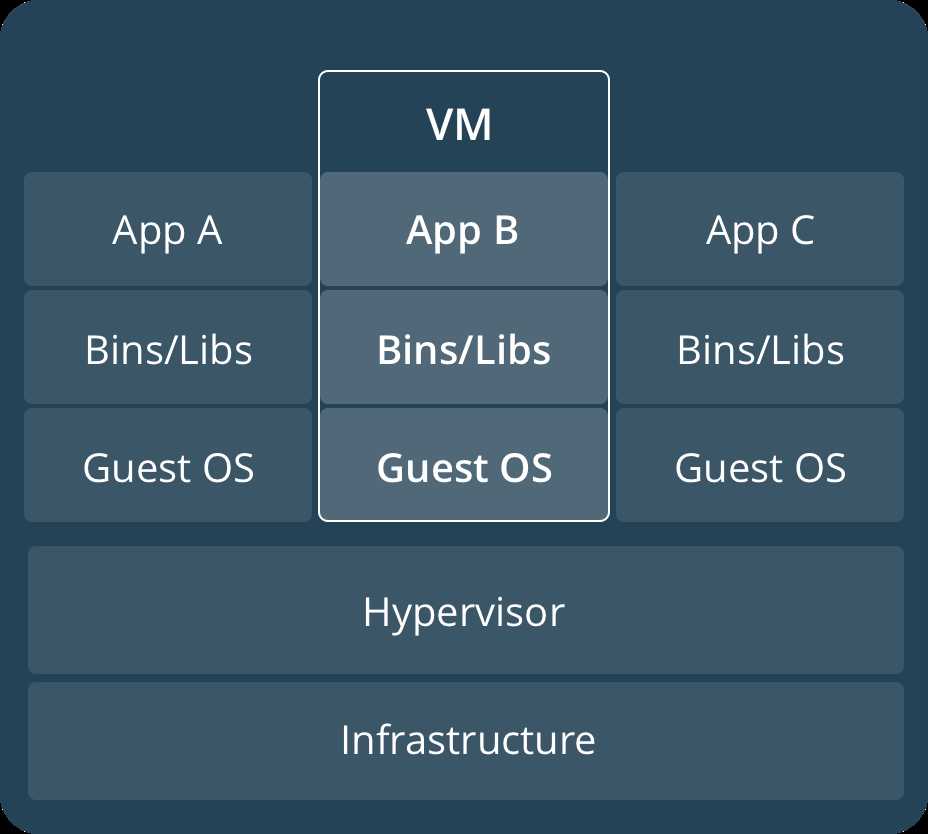 VM
App A
App B
App C
Bins/Libs
Bins/Libs
Bins/Libs
Guest OS
Guest OS
Guest OS
Hypervisor
Infrastructure